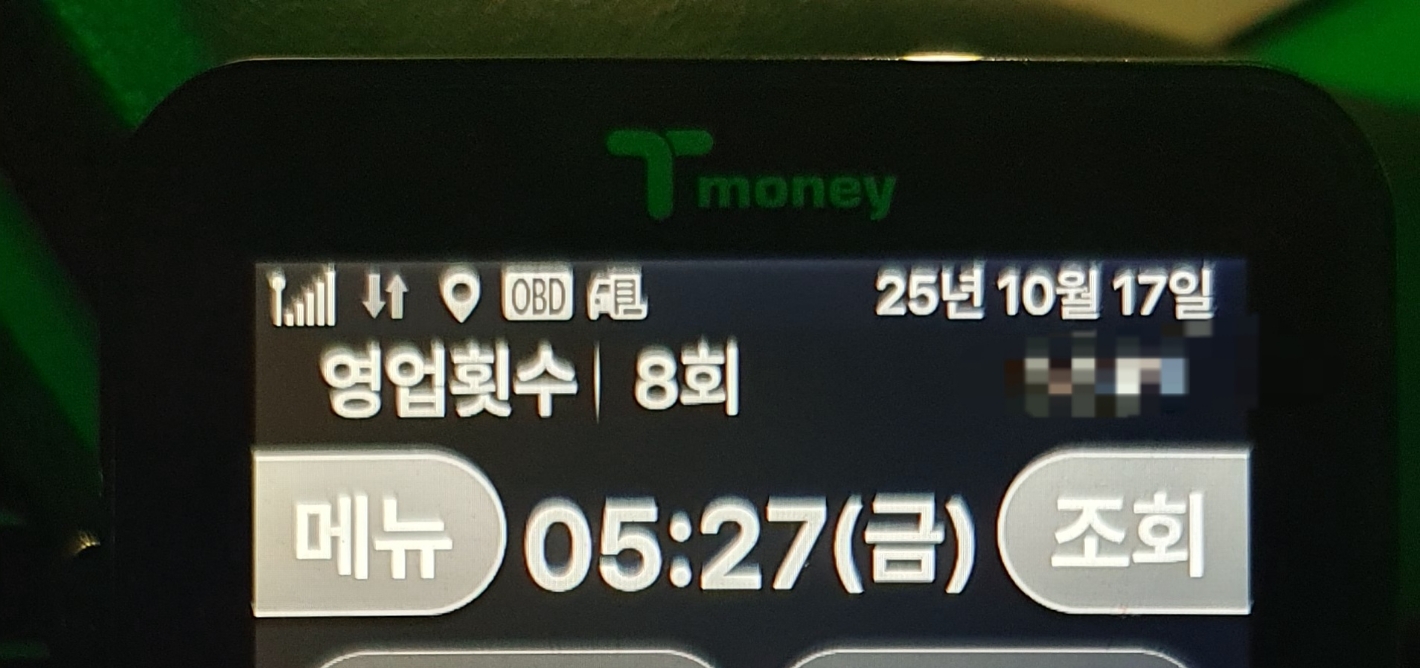 Tmoney
OBD 25년 10월 17일
영업횟수 8회
메뉴 05:27(금) 조회